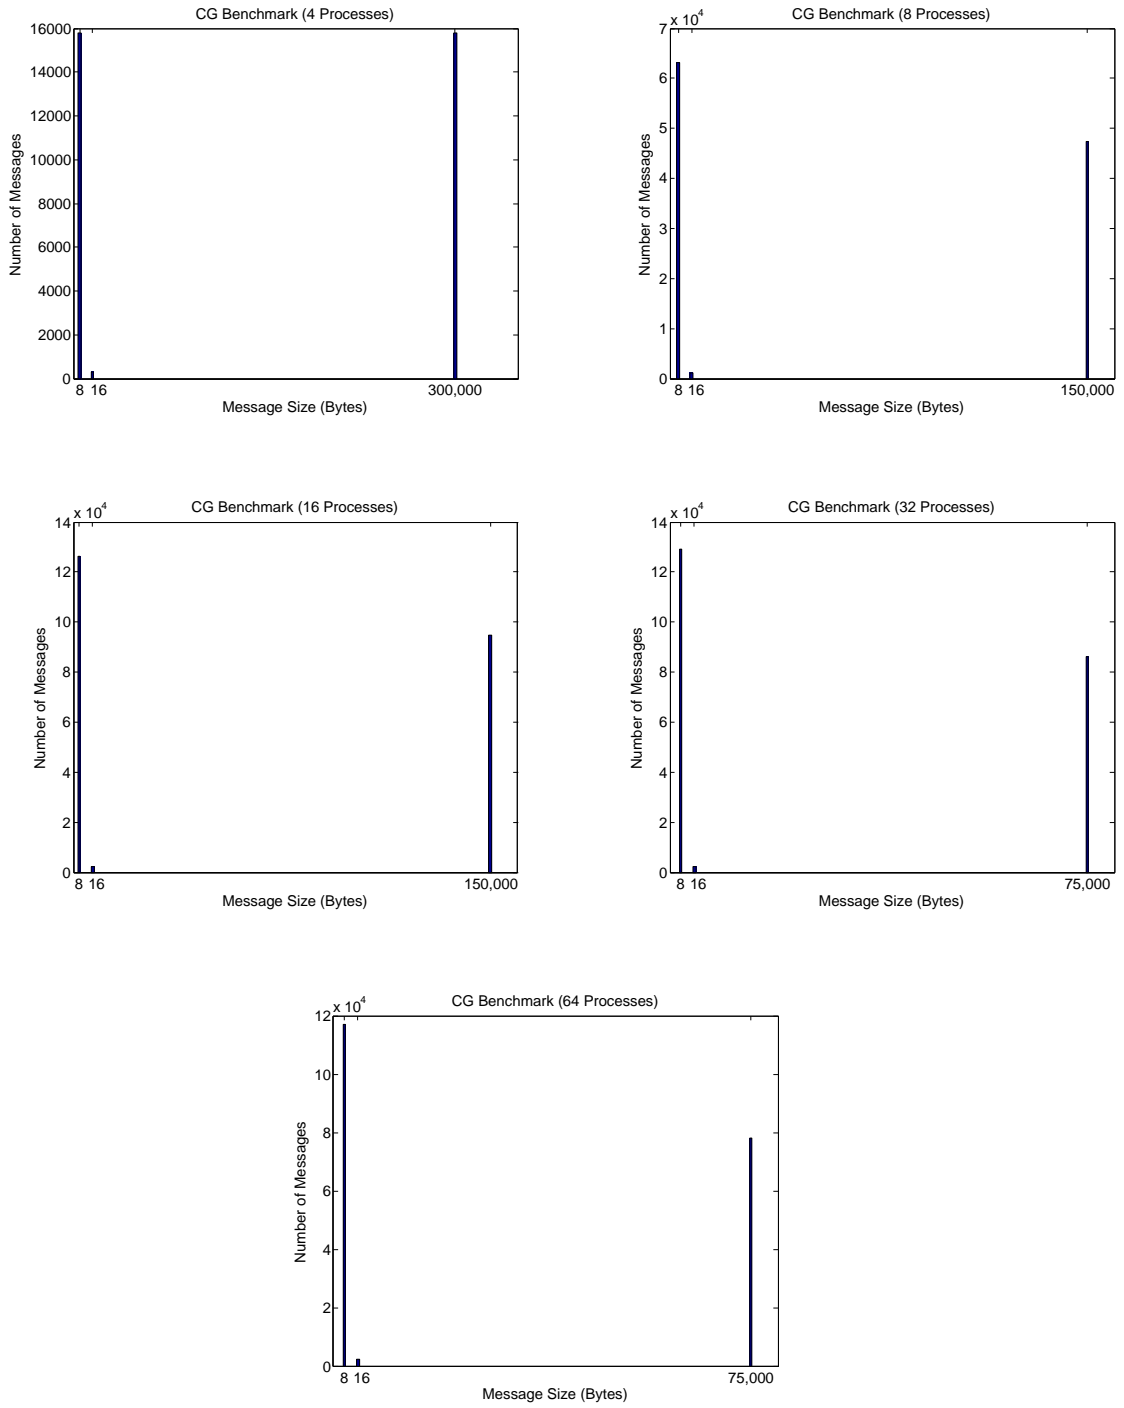 CG Benchmark (4 Processes)
16000
14000
12000
10000
8000
6000
4000
2000
0
Number of Messages
8 16 300,000
Message Size (Bytes)
CG Benchmark (8 Processes)
x 10^4
7
6
5
4
3
2
1
0
Number of Messages
8 16 150,000
Message Size (Bytes)
CG Benchmark (16 Processes)
x 10^4
14
12
10
8
6
4
2
0
Number of Messages
8 16 150,000
Message Size (Bytes)
CG Benchmark (32 Processes)
x 10^4
14
12
10
8
6
4
2
0
Number of Messages
8 16 75,000
Message Size (Bytes)
CG Benchmark (64 Processes)
x 10^4
12
10
8
6
4
2
0
Number of Messages
8 16 75,000
Message Size (Bytes)